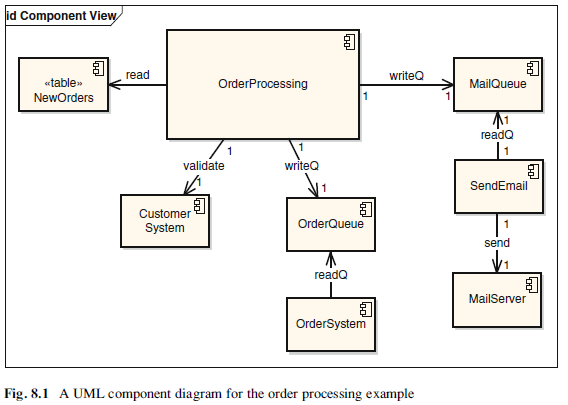 id Component View
«table»
NewOrders
read
OrderProcessing
writeQ
1
1
MailQueue
1
readQ
1
SendEmail
1
send
1
MailServer
1
validate
1
Customer
System
1
writeQ
1
OrderQueue
readQ
OrderSystem
Fig. 8.1 A UML component diagram for the order processing example